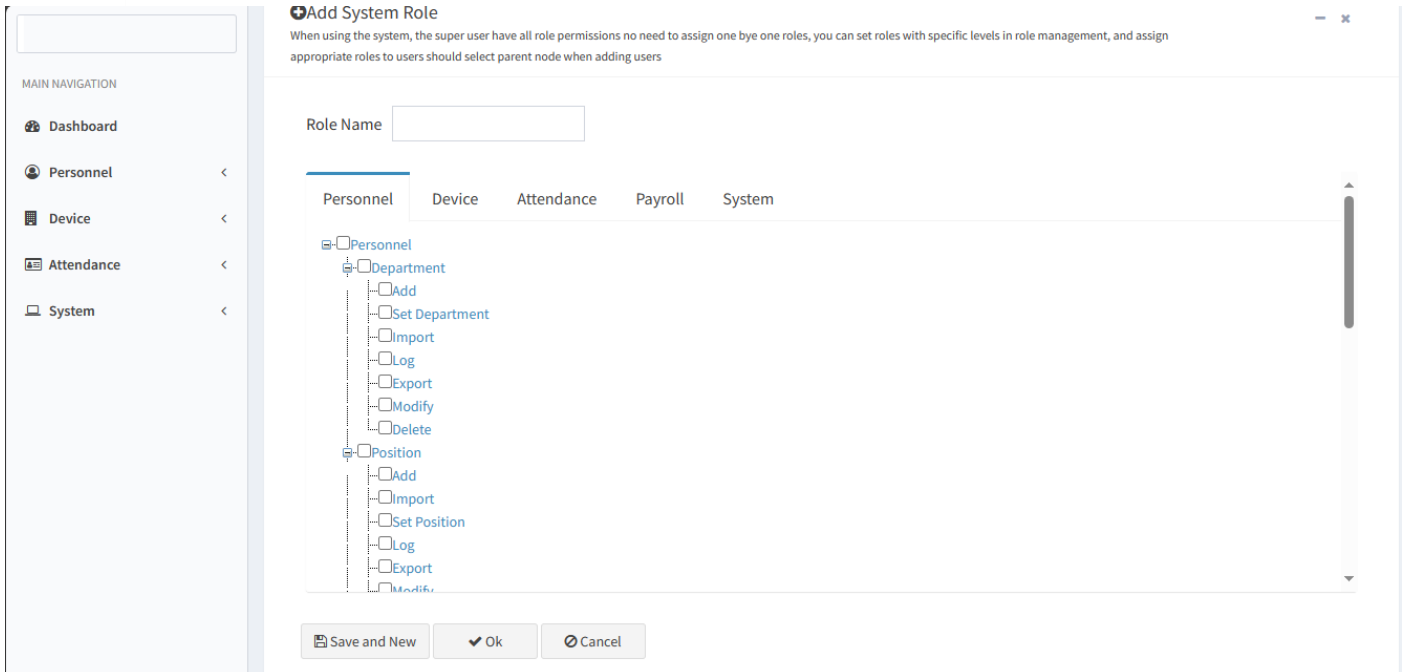 Add System Role
When using the system, the super user have all role permissions no need to assign one bye one roles, you can set roles with specific levels in role management, and assign
appropriate roles to users should select parent node when adding users
MAIN NAVIGATION
Dashboard
Personnel
Device
Attendance
System
Role Name
Personnel Device Attendance Payroll System
Personnel
Department
Add
Set Department
Import
Log
Export
Modify
Delete
Position
Add
Import
Set Position
Log
Export
Modify
Save and New Ok Cancel